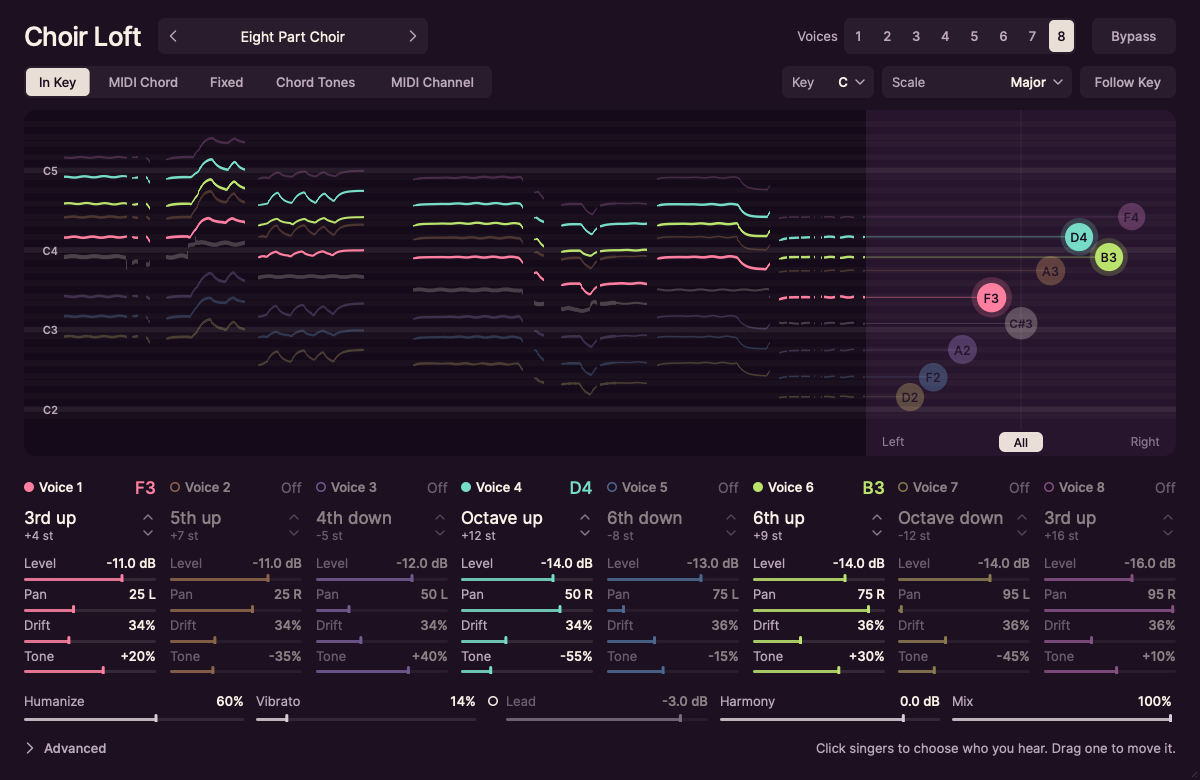 Choir Loft
Eight Part Choir
Voices 1 2 3 4 5 6 7 8 Bypass
In Key MIDI Chord Fixed Chord Tones MIDI Channel
Key C Scale Major Follow Key
C5
C4
C3
C2
F4
D4
B3
A3
F3
C#3
A2
F2
D2
Left All Right
Voice 1 F3 Voice 2 Off Voice 3 Off Voice 4 D4 Voice 5 Off Voice 6 B3 Voice 7 Off Voice 8 Off
3rd up 5th up 4th down Octave up 6th down 6th up Octave down 3rd up
+4 st +7 st -5 st +12 st -8 st +9 st -12 st +16 st
Level -11.0 dB Level -11.0 dB Level -12.0 dB Level -14.0 dB Level -13.0 dB Level -14.0 dB Level -14.0 dB Level -16.0 dB
Pan 25 L Pan 25 R Pan 50 L Pan 50 R Pan 75 L Pan 75 R Pan 95 L Pan 95 R
Drift 34% Drift 34% Drift 34% Drift 34% Drift 36% Drift 36% Drift 36% Drift 36%
Tone +20% Tone -35% Tone +40% Tone -55% Tone -15% Tone +30% Tone -45% Tone +10%
Humanize 60% Vibrato 14% Lead -3.0 dB Harmony 0.0 dB Mix 100%
Advanced Click singers to choose who you hear. Drag one to move it.